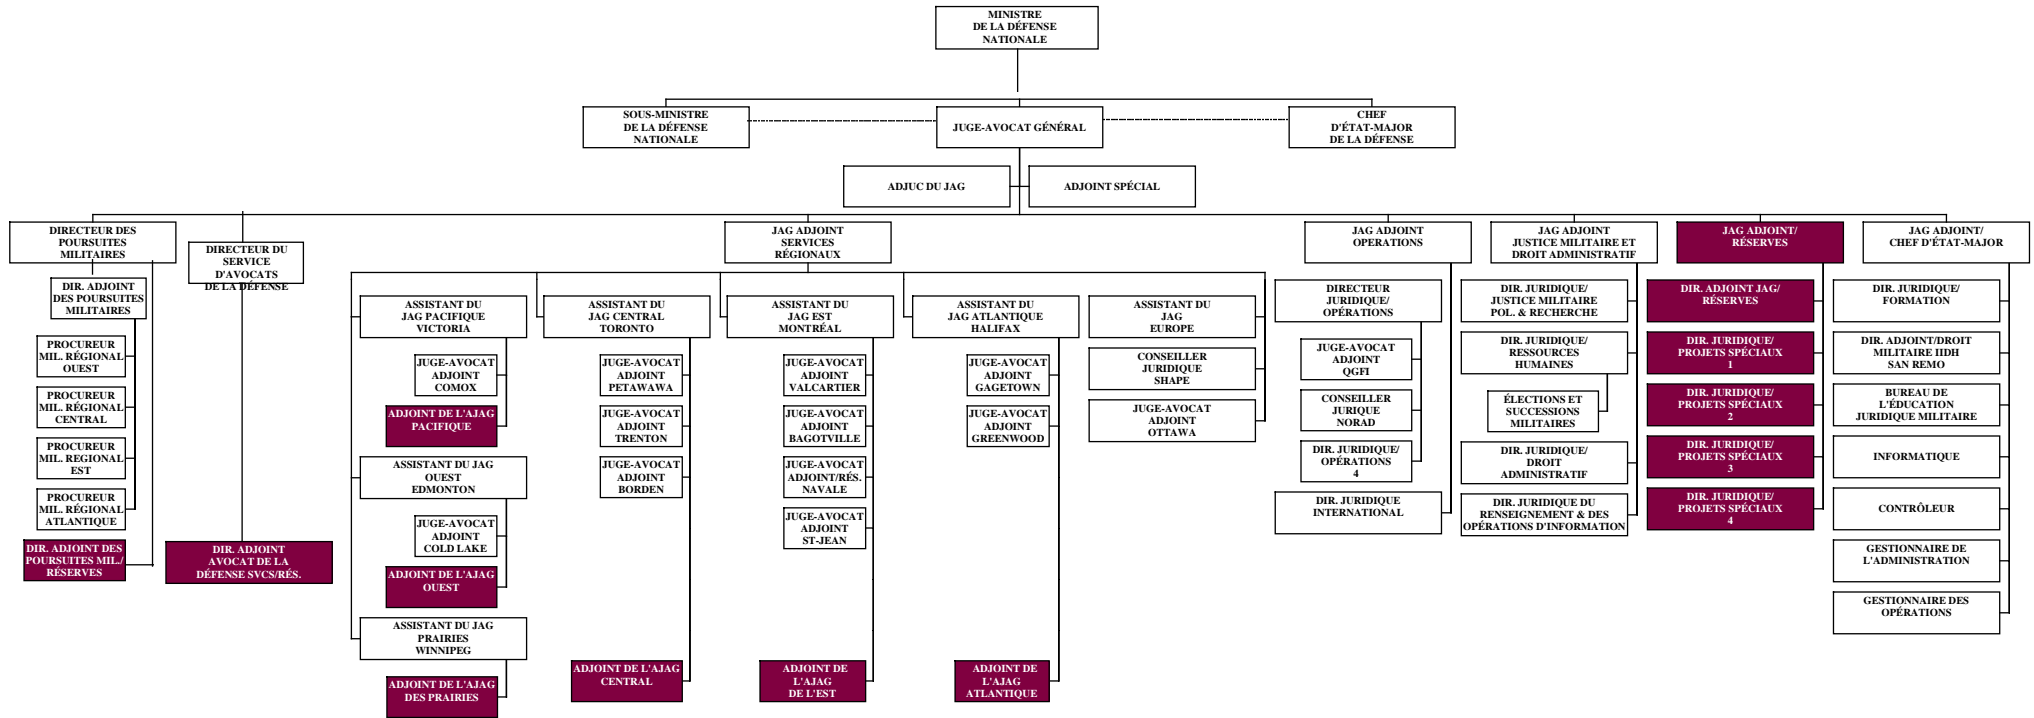 MINISTRE
DE LA DÉFENSE
NATIONALE
SOUS-MINISTRE
DE LA DÉFENSE
NATIONALE
JUGE-AVOCAT GÉNÉRAL
CHEF
D'ÉTAT-MAJOR
DE LA DÉFENSE
ADJUC DU JAG
ADJOINT SPÉCIAL
DIRECTEUR DES
POURSUITES
MILITAIRES
DIR. ADJOINT
DES POURSUITES
MILITAIRES
PROCUREUR
MIL. RÉGIONAL
OUEST
PROCUREUR
MIL. RÉGIONAL
CENTRAL
PROCUREUR
MIL. REGIONAL
EST
PROCUREUR
MIL. RÉGIONAL
ATLANTIQUE
DIR. ADJOINT DES
POURSUITES MIL./
RÉSERVES
DIRECTEUR DU
SERVICE
D'AVOCATS
DE LA DÉFENSE
DIR. ADJOINT
AVOCAT DE LA
DÉFENSE SVCS/RÉS.
JAG ADJOINT
SERVICES
RÉGIONAUX
ASSISTANT DU
JAG PACIFIQUE
VICTORIA
JUGE-AVOCAT
ADJOINT
COMOX
ADJOINT DE L'AJAG
PACIFIQUE
ASSISTANT DU JAG
OUEST
EDMONTON
JUGE-AVOCAT
ADJOINT
COLD LAKE
ADJOINT DE L'AJAG
OUEST
ASSISTANT DU JAG
PRAIRIES
WINNIPEG
ADJOINT DE L'AJAG
DES PRAIRIES
ASSISTANT DU
JAG CENTRAL
TORONTO
JUGE-AVOCAT
ADJOINT
PETAWAWA
JUGE-AVOCAT
ADJOINT
TRENTON
JUGE-AVOCAT
ADJOINT
BORDEN
ADJOINT DE L'AJAG
CENTRAL
ASSISTANT DU
JAG EST
MONTRÉAL
JUGE-AVOCAT
ADJOINT
VALCARTIER
JUGE-AVOCAT
ADJOINT
BAGOTVILLE
JUGE-AVOCAT
ADJOINT/RÉS.
NAVALE
JUGE-AVOCAT
ADJOINT
ST-JEAN
ADJOINT DE
L'AJAG
DE L'EST
ASSISTANT DU
JAG ATLANTIQUE
HALIFAX
JUGE-AVOCAT
ADJOINT
GAGETOWN
JUGE-AVOCAT
ADJOINT
GREENWOOD
ADJOINT DE
L'AJAG
ATLANTIQUE
ASSISTANT DU
JAG
EUROPE
CONSEILLER
JURIDIQUE
SHAPE
JUGE-AVOCAT
ADJOINT
OTTAWA
JAG ADJOINT
OPERATIONS
DIRECTEUR
JURIDIQUE/
OPÉRATIONS
JUGE-AVOCAT
ADJOINT
QGFI
CONSEILLER
JURIQUE
NORAD
DIR. JURIDIQUE/
OPÉRATIONS
4
DIR. JURIDIQUE
INTERNATIONAL
JAG ADJOINT
JUSTICE MILITAIRE ET
DROIT ADMINISTRATIF
DIR. JURIDIQUE/
JUSTICE MILITAIRE
POL. & RECHERCHE
DIR. JURIDIQUE/
RESSOURCES
HUMAINES
ÉLECTIONS ET
SUCCESSIONS
MILITAIRES
DIR. JURIDIQUE/
DROIT
ADMINISTRATIF
DIR. JURIDIQUE DU
RENSEIGNEMENT & DES
OPÉRATIONS D'INFORMATION
JAG ADJOINT/
RÉSERVES
DIR. ADJOINT JAG/
RÉSERVES
DIR. JURIDIQUE/
PROJETS SPÉCIAUX
1
DIR. JURIDIQUE/
PROJETS SPÉCIAUX
2
DIR. JURIDIQUE/
PROJETS SPÉCIAUX
3
DIR. JURIDIQUE/
PROJETS SPÉCIAUX
4
JAG ADJOINT/
CHEF D'ÉTAT-MAJOR
DIR. JURIDIQUE/
FORMATION
DIR. ADJOINT/DROIT
MILITAIRE IIDH
SAN REMO
BUREAU DE
L'ÉDUCATION
JURIDIQUE MILITAIRE
INFORMATIQUE
CONTRÔLEUR
GESTIONNAIRE DE
L'ADMINISTRATION
GESTIONNAIRE DES
OPÉRATIONS